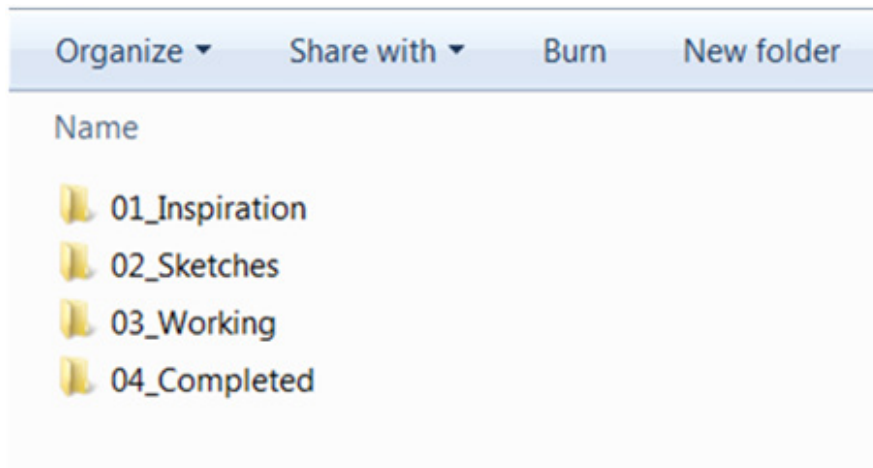 Organize Share with Burn New folder
Name
01_Inspiration
02_Sketches
03_Working
04_Completed